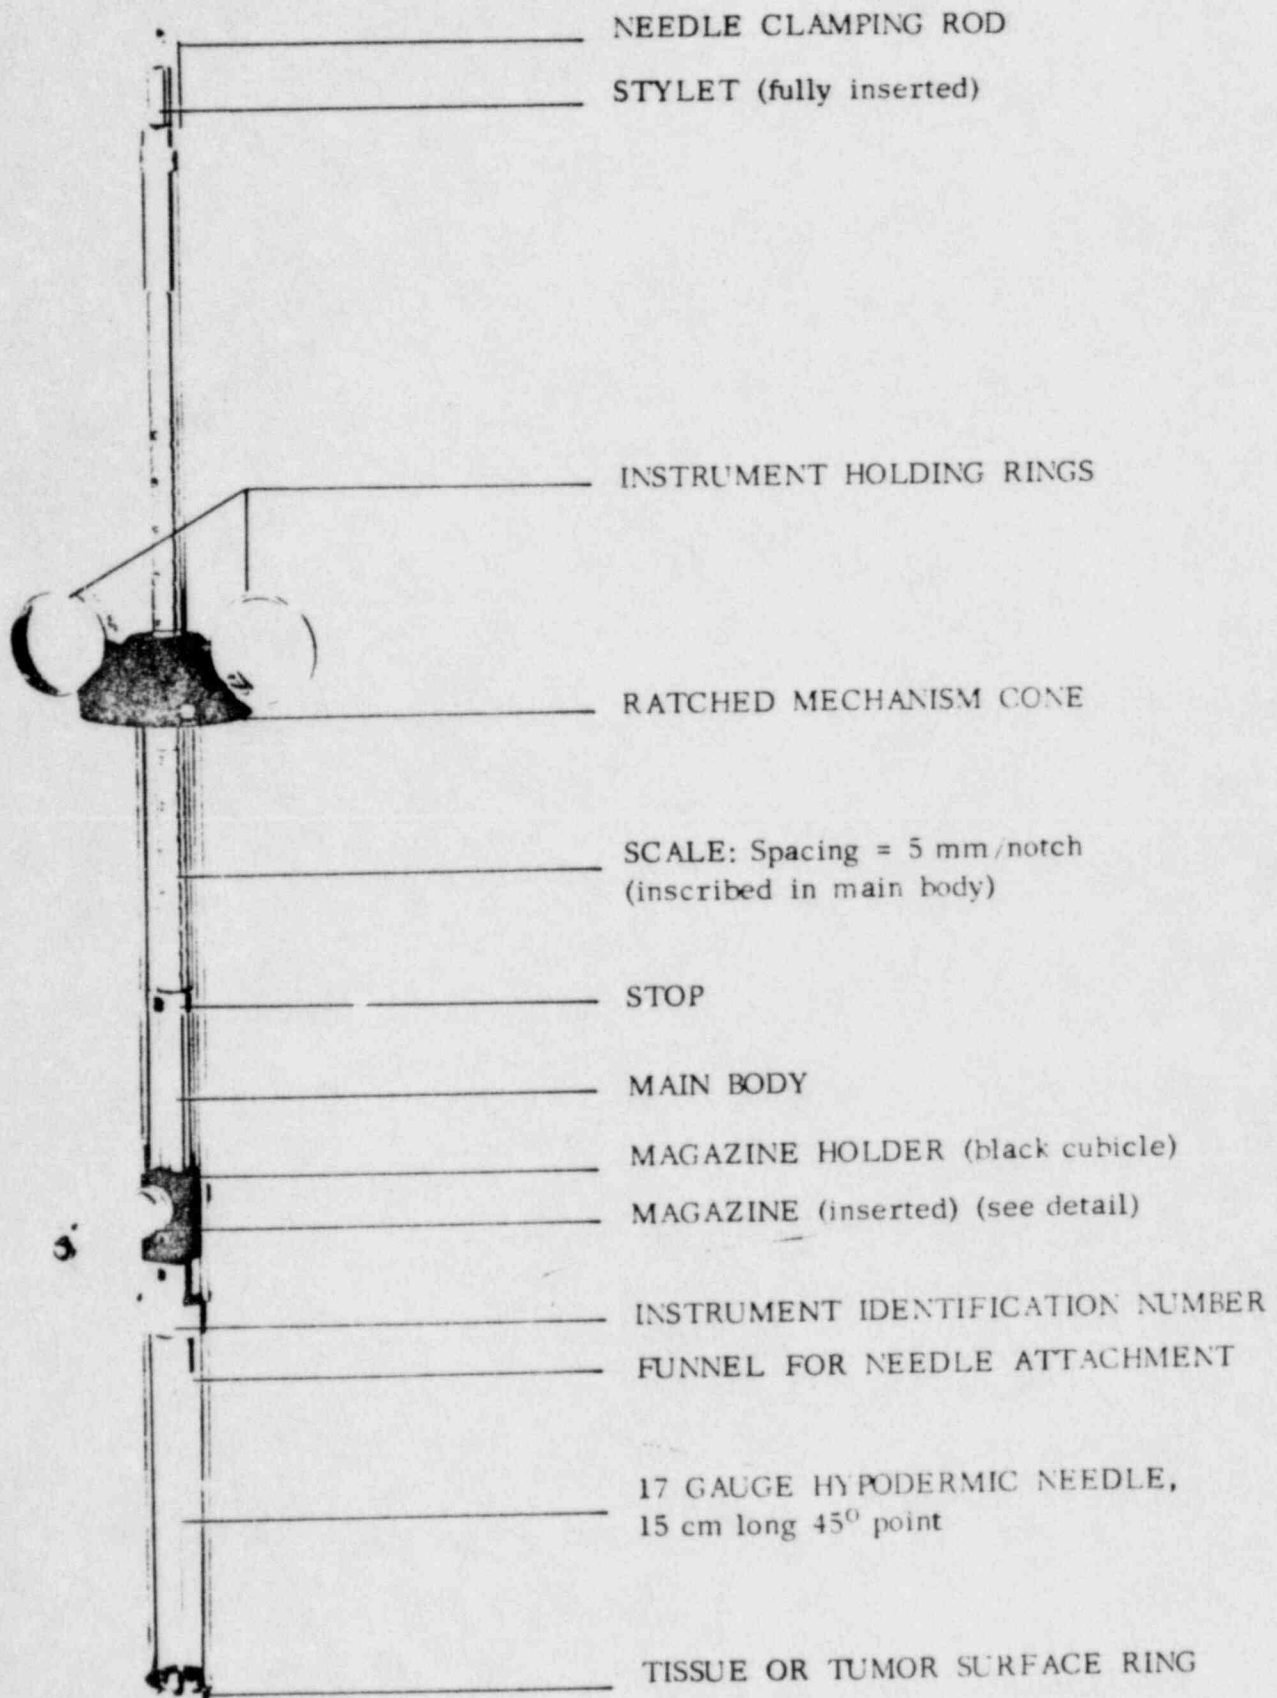 NEEDLE CLAMPING ROD
STYLET (fully inserted)
INSTRUMENT HOLDING RINGS
RATCHED MECHANISM CONE
SCALE: Spacing = 5 mm/notch
(inscribed in main body)
STOP
MAIN BODY
MAGAZINE HOLDER (black cubicle)
MAGAZINE (inserted) (see detail)
INSTRUMENT IDENTIFICATION NUMBER
FUNNEL FOR NEEDLE ATTACHMENT
17 GAUGE HYPODERMIC NEEDLE,
15 cm long 45° point
TISSUE OR TUMOR SURFACE RING